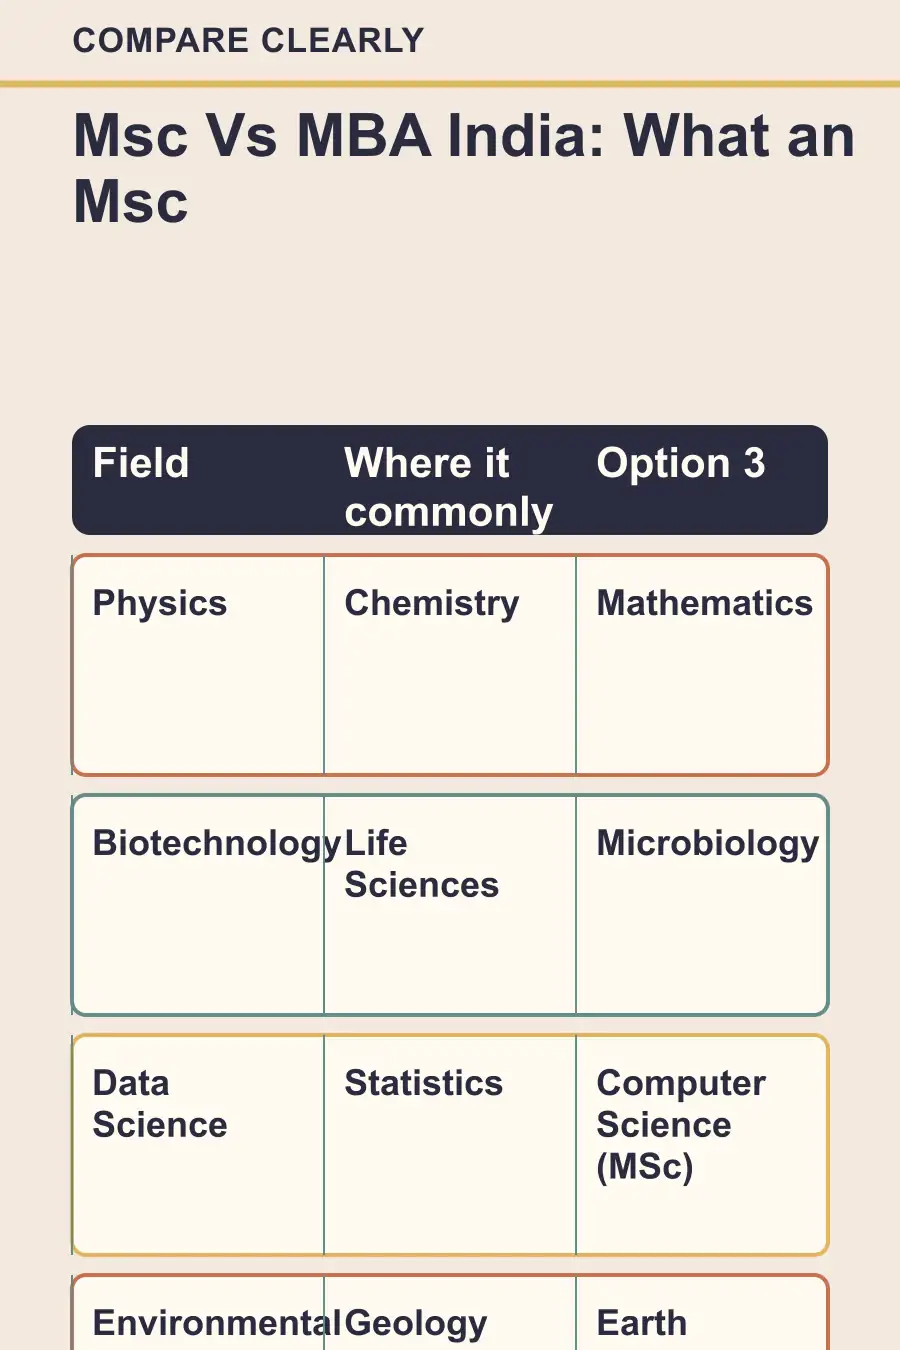 COMPARE CLEARLY
Msc Vs MBA India: What an
Msc
Field
Where it
commonly
Option 3
Physics
Chemistry
Mathematics
Biotechnology
Life
Sciences
Microbiology
Data
Science
Statistics
Computer
Science
(MSc)
Environmental
Geology
Earth